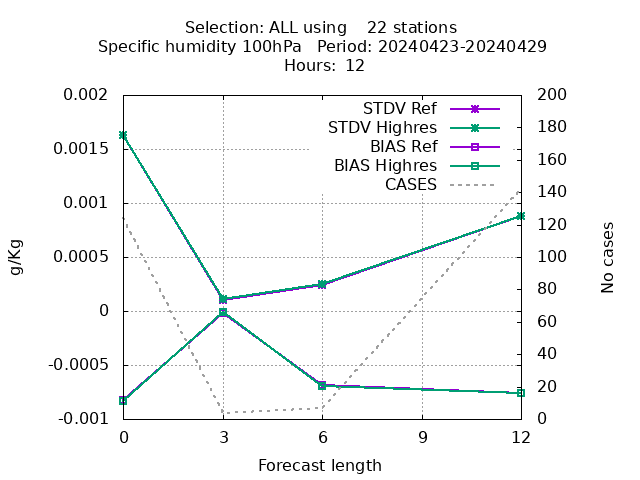 Selection: ALL using    22 stations
Specific humidity 100hPa   Period: 20240423-20240429
Hours: 12
STDV Ref
STDV Highres
BIAS Ref
BIAS Highres
CASES
0.002
0.0015
0.001
0.0005
0
-0.0005
-0.001
g/Kg
200
180
160
140
120
100
80
60
40
20
0
No cases
0 3 6 9 12
Forecast length